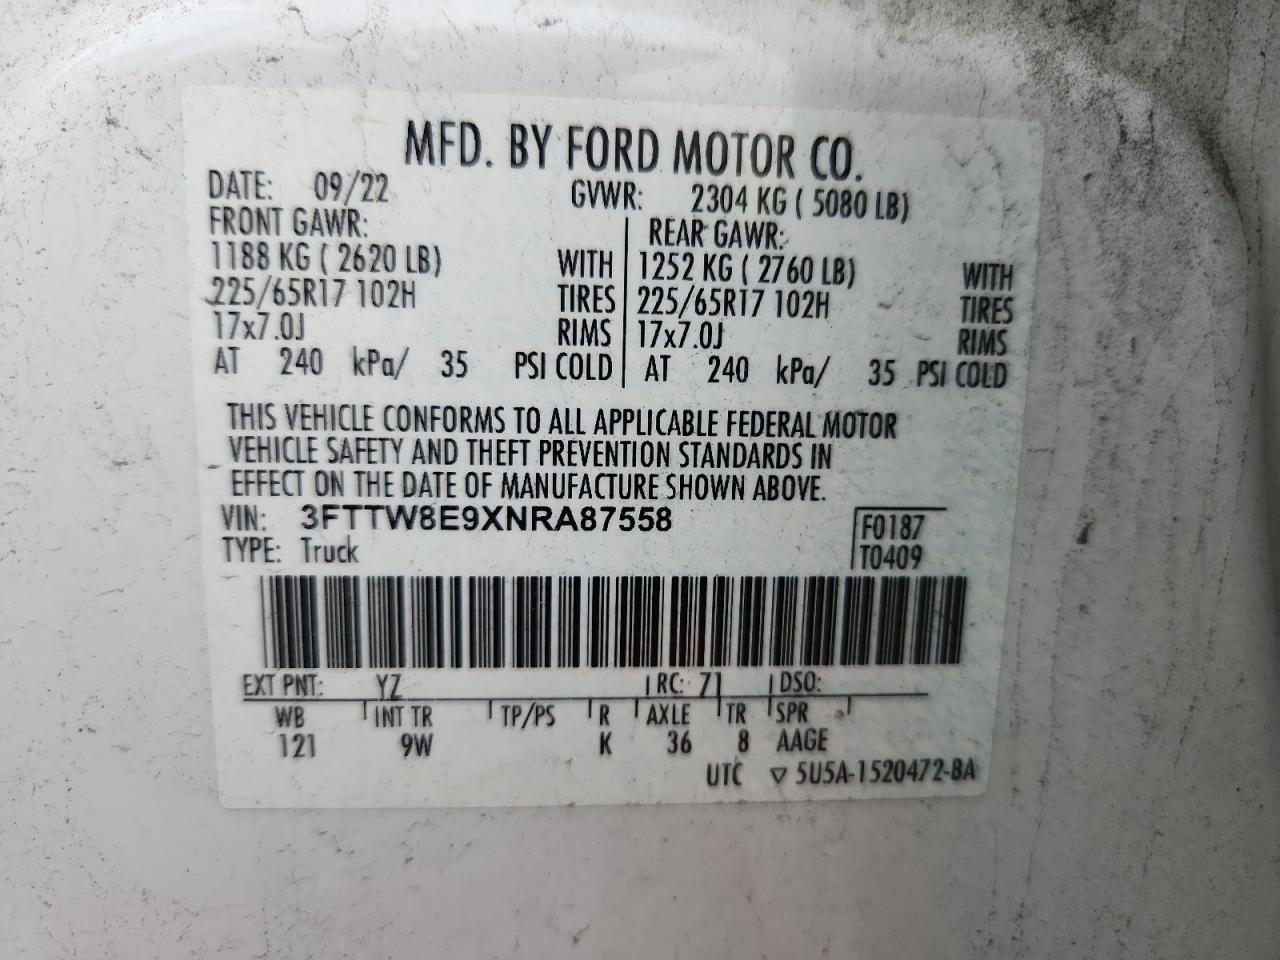 MFD. BY FORD MOTOR CO.
DATE: 09/22 GVWR: 2304 KG ( 5080 LB)
FRONT GAWR: REAR GAWR:
1188 KG ( 2620 LB) WITH 1252 KG ( 2760 LB) WITH
225/65R17 102H TIRES 225/65R17 102H TIRES
17x7.0J RIMS 17x7.0J RIMS
AT 240 kPa/ 35 PSI COLD AT 240 kPa/ 35 PSI COLD
THIS VEHICLE CONFORMS TO ALL APPLICABLE FEDERAL MOTOR
VEHICLE SAFETY AND THEFT PREVENTION STANDARDS IN
EFFECT ON THE DATE OF MANUFACTURE SHOWN ABOVE.
VIN: 3FTTW8E9XNRA87558 F0187
TYPE: Truck T0409
EXT PNT: YZ RC: 71 DSO:
WB INT TR TP/PS R AXLE TR SPR
121 9W K 36 8 AAGE
UTC ▽ 5U5A-1520472-BA